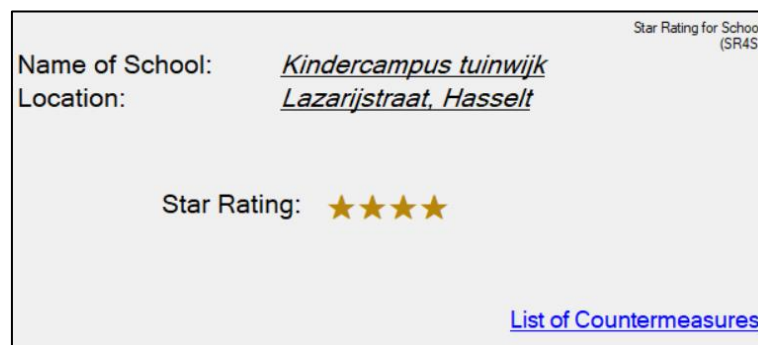 Star Rating for Schoo
(SR4S
Name of School: Kindercampus tuinwijk
Location: Lazarijstraat, Hasselt
Star Rating: ★★★★
List of Countermeasures